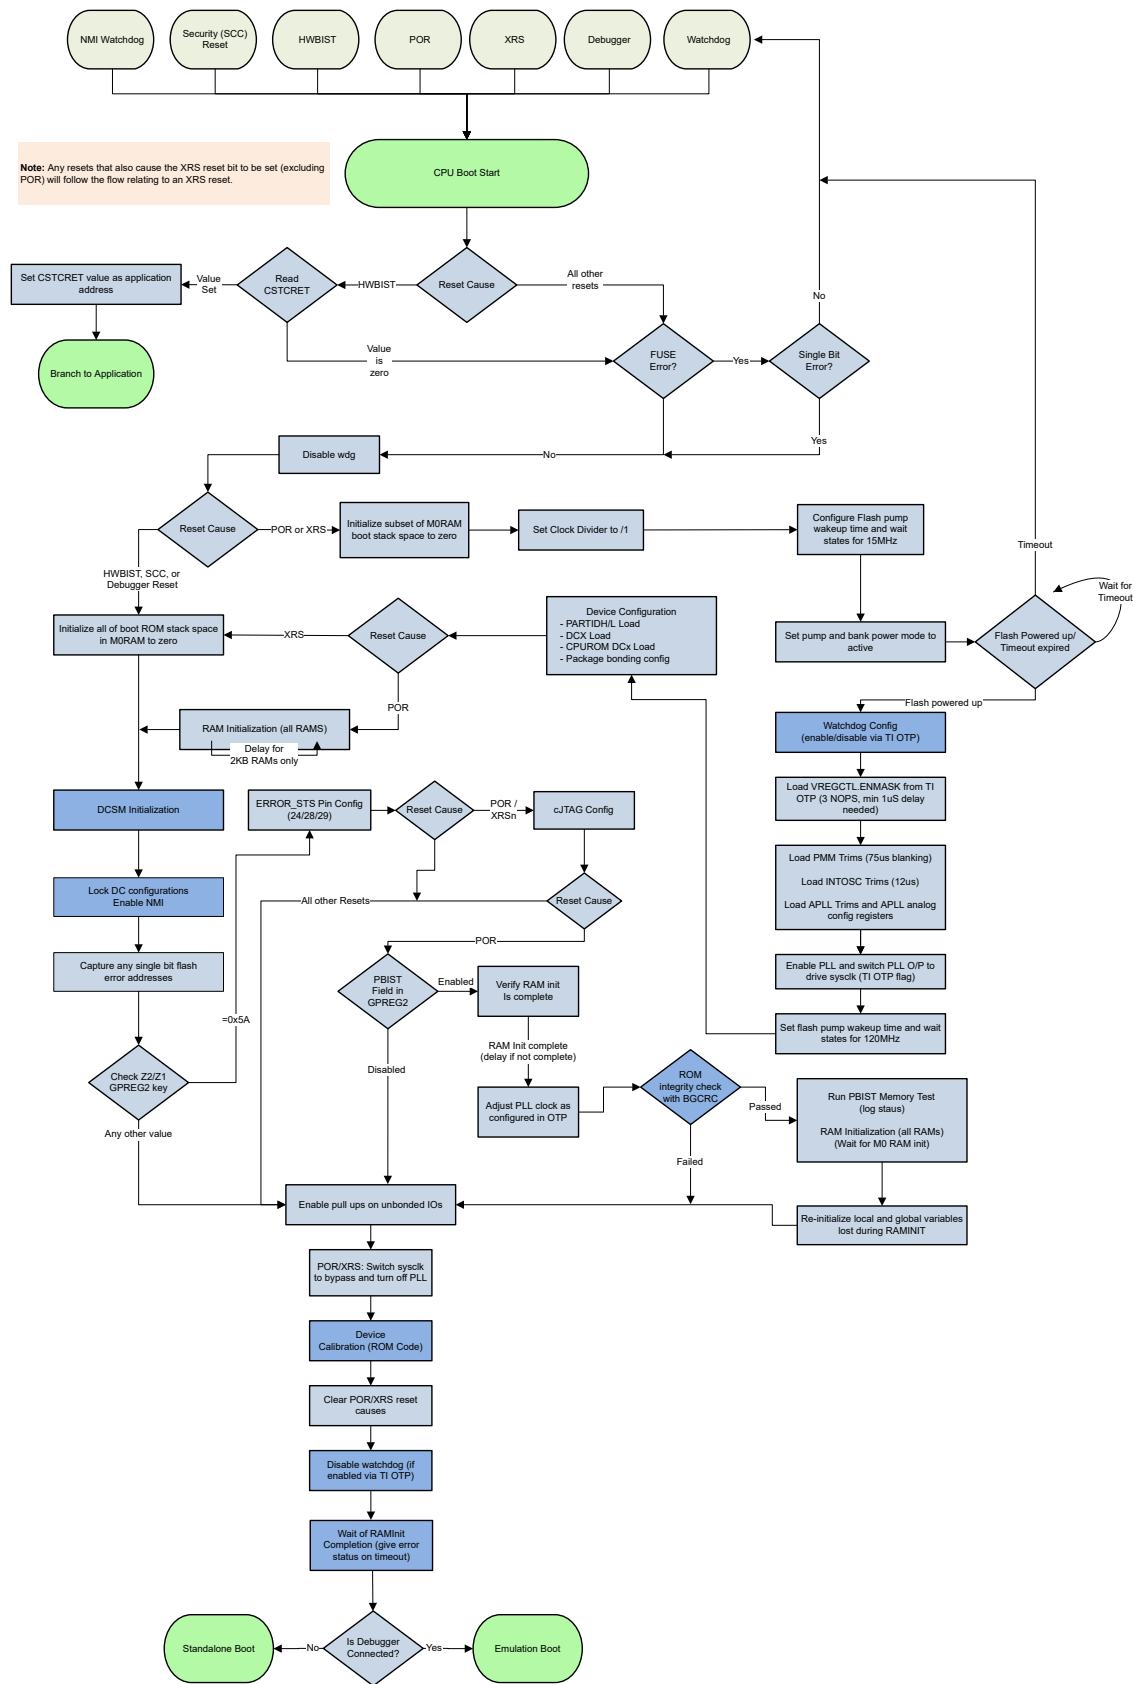 NMI Watchdog
Security (SCC)
Reset
HWBIST
POR
XRS
Debugger
Watchdog
Note: Any resets that also cause the XRS reset bit to be set (excluding
POR) will follow the flow relating to an XRS reset.
CPU Boot Start
Set CSTCRET value as application
address
Value
Set
Read
CSTCRET
HWBIST
Reset Cause
All other
resets
No
Branch to Application
Value
is
zero
FUSE
Error?
Yes
Single Bit
Error?
Yes
Disable wdg
No
Reset Cause
POR or XRS
Initialize subset of M0RAM
boot stack space to zero
Set Clock Divider to /1
Configure Flash pump
wakeup time and wait
states for 15MHz
Timeout
HWBIST, SCC, or
Debugger Reset
Wait for
Timeout
Initialize all of boot ROM stack space
in M0RAM to zero
XRS
Reset Cause
Device Configuration
- PARTIDH/L Load
- DCX Load
- CPUROM DCx Load
- Package bonding config
Set pump and bank power mode to
active
Flash Powered up/
Timeout expired
POR
Flash powered up
RAM Initialization (all RAMS)
Delay for
2KB RAMs only
Watchdog Config
(enable/disable via TI OTP)
DCSM Initialization
ERROR_STS Pin Config
(24/28/29)
Reset Cause
POR /
XRSn
cJTAG Config
Load VREGCTL.ENMASK from TI
OTP (3 NOPS, min 1uS delay
needed)
Load PMM Trims (75us blanking)
Load INTOSC Trims (12us)
Load APLL Trims and APLL analog
config registers
Lock DC configurations
Enable NMI
All other Resets
Reset Cause
POR
Capture any single bit flash
error addresses
PBIST
Field in
GPREG2
Enabled
Verify RAM init
Is complete
Enable PLL and switch PLL O/P to
drive sysclk (TI OTP flag)
=0x5A
Set flash pump wakeup time and wait
states for 120MHz
RAM Init complete
(delay if not complete)
Disabled
Check Z2/Z1
GPREG2 key
Adjust PLL clock as
configured in OTP
ROM
integrity check
with BGCRC
Passed
Run PBIST Memory Test
(log staus)
RAM Initialization (all RAMs)
(Wait for M0 RAM init)
Any other value
Failed
Enable pull ups on unbonded IOs
Re-initialize local and global variables
lost during RAMINIT
POR/XRS: Switch sysclk
to bypass and turn off PLL
Device
Calibration (ROM Code)
Clear POR/XRS reset
causes
Disable watchdog (if
enabled via TI OTP)
Wait of RAMInit
Completion (give error
status on timeout)
Standalone Boot
No
Is Debugger
Connected?
Yes
Emulation Boot